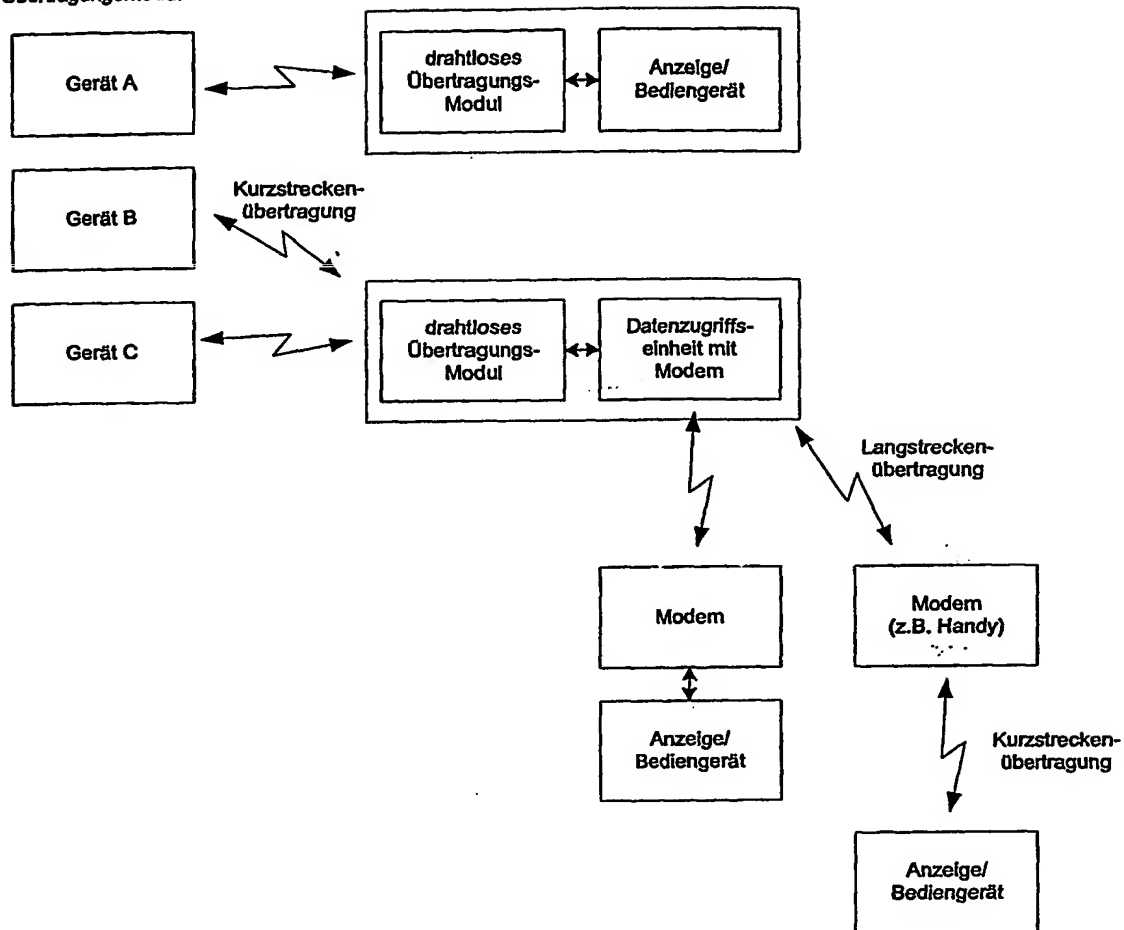 Gerät A
drahtloses
Übertragungs-
Modul
Anzeige/
Bediengerät
Gerät B
Kurzstrecken-
übertragung
Gerät C
drahtloses
Übertragungs-
Modul
Datenzugriffs-
einheit mit
Modem
Langstrecken-
übertragung
Modem
Modem
(z.B. Handy)
Anzeige/
Bediengerät
Kurzstrecken-
übertragung
Anzeige/
Bediengerät